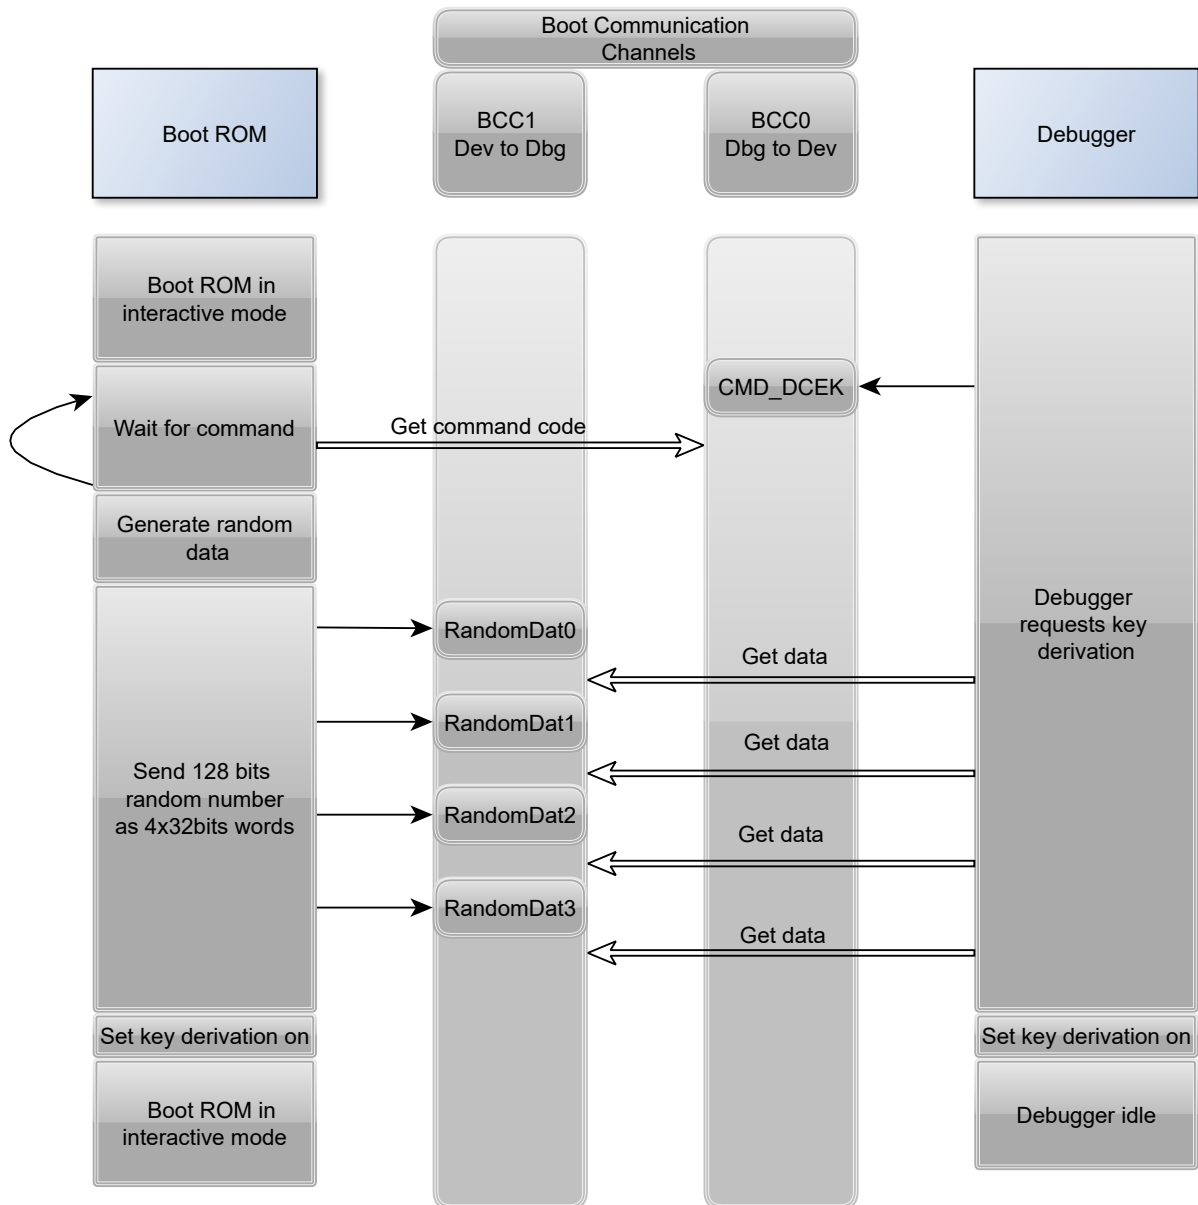 Boot Communication
Channels
Boot ROM
BCC1
Dev to Dbg
BCC0
Dbg to Dev
Debugger
Boot ROM in
interactive mode
CMD_DCEK
Wait for command
Get command code
Generate random
data
Debugger
requests key
derivation
RandomDat0
Get data
RandomDat1
Get data
Send 128 bits
random number
as 4x32bits words
RandomDat2
Get data
RandomDat3
Get data
Set key derivation on
Set key derivation on
Boot ROM in
interactive mode
Debugger idle